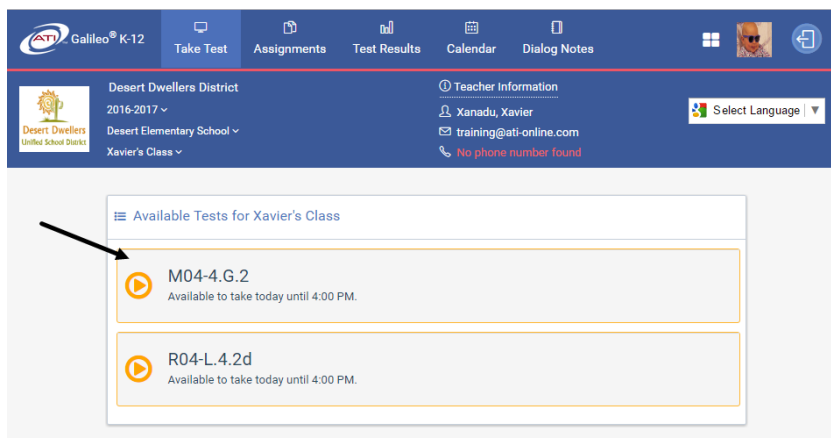 ATI Galileo® K-12
Take Test
Assignments
Test Results
Calendar
Dialog Notes
Desert Dwellers
Unified School District
Desert Dwellers District
2016-2017
Desert Elementary School
Xavier's Class
Teacher Information
Xanadu, Xavier
training@ati-online.com
No phone number found
Select Language
Available Tests for Xavier's Class
M04-4.G.2
Available to take today until 4:00 PM.
R04-L.4.2d
Available to take today until 4:00 PM.